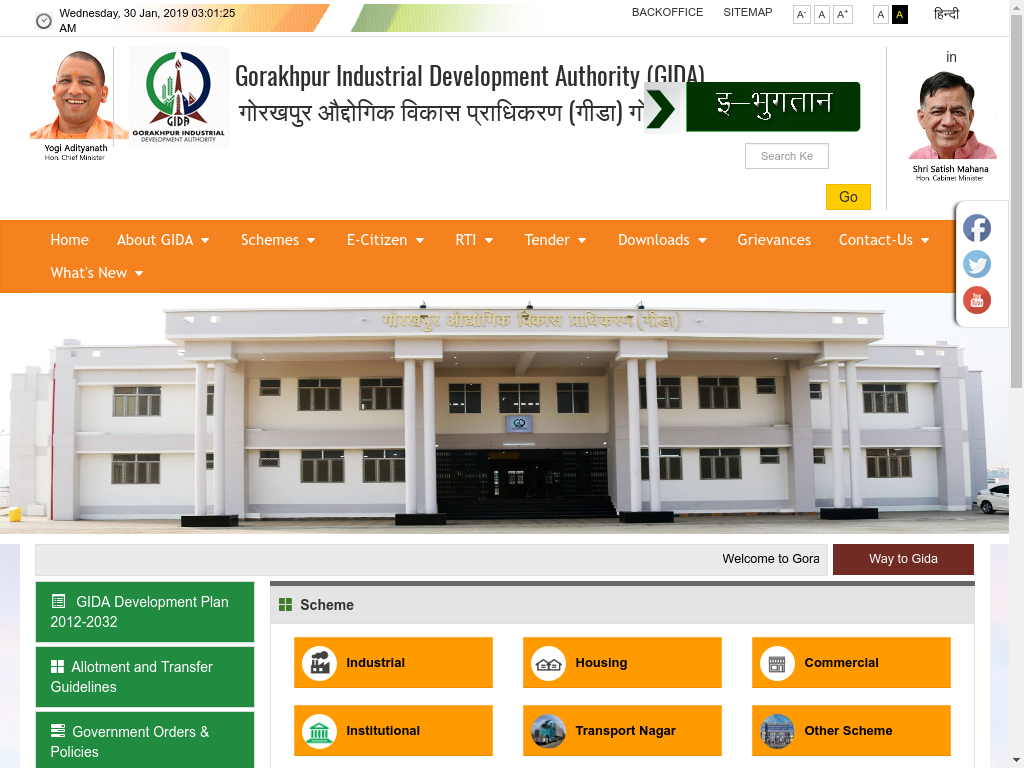 Wednesday, 30 Jan, 2019 03:01:25
AM
BACKOFFICE
SITEMAP
A-
A
A+
A
A
हिन्दी
Yogi Adityanath
Hon. Chief Minister
GIDA
GORAKHPUR INDUSTRIAL
DEVELOPMENT AUTHORITY
Gorakhpur Industrial Development Authority (GIDA)
गोरखपुर औद्योगिक विकास प्राधिकरण (गीडा) गो
इ–भुगतान
Search Ke
Go
in
Shri Satish Mahana
Hon. Cabinet Minister
Home
About GIDA
Schemes
E-Citizen
RTI
Tender
Downloads
Grievances
Contact-Us
What's New
You
Tube
गोरखपुर औद्योगिक विकास प्राधिकरण (गीडा)
Welcome to Gora
Way to Gida
GIDA Development Plan
2012-2032
Allotment and Transfer
Guidelines
Government Orders &
Policies
Scheme
Industrial
Housing
Commercial
Institutional
Transport Nagar
Other Scheme